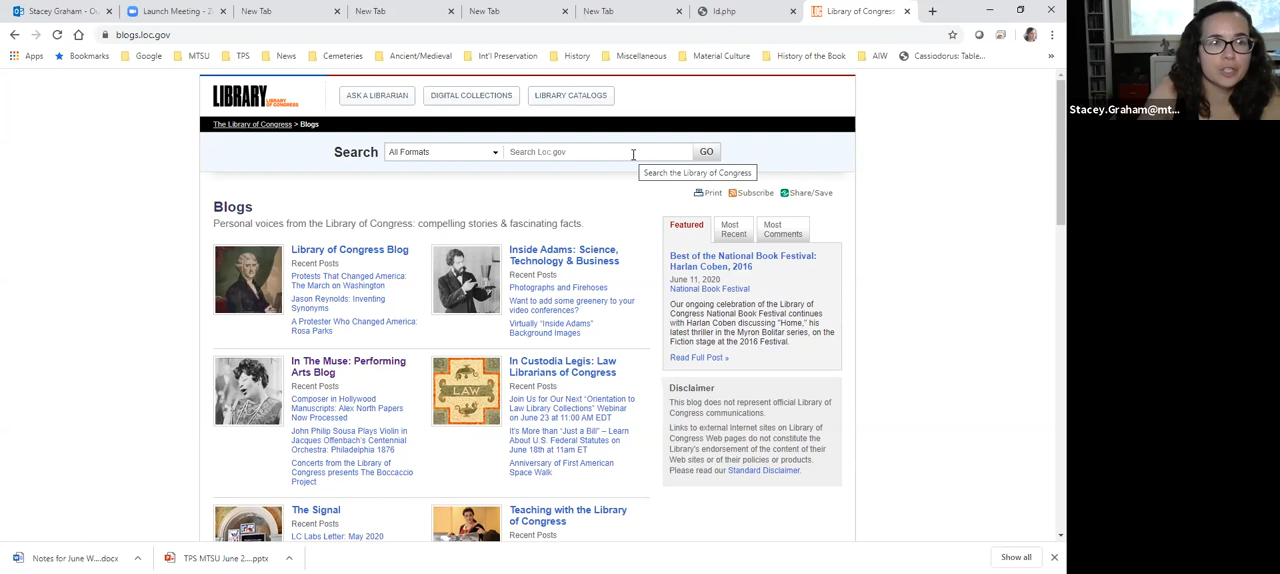 Stacey Graham - O
Launch Meeting - Z
New Tab
New Tab
New Tab
New Tab
ld.php
Library of Congress
blogs.loc.gov
Apps
Bookmarks
Google
MTSU
TPS
News
Cemeteries
Ancient/Medieval
Int'l Preservation
History
Miscellaneous
Material Culture
History of the Book
AIW
Cassiodorus: Table...
Stacey.Graham@mt...
LIBRARY LIBRARY OF CONGRESS
ASK A LIBRARIAN
DIGITAL COLLECTIONS
LIBRARY CATALOGS
The Library of Congress > Blogs
Search
All Formats
Search Loc.gov
GO
Search the Library of Congress
Print
Subscribe
Share/Save
Blogs
Personal voices from the Library of Congress: compelling stories & fascinating facts.
Library of Congress Blog
Recent Posts
Protests That Changed America:
The March on Washington
Jason Reynolds: Inventing
Synonyms
A Protester Who Changed America:
Rosa Parks
Inside Adams: Science,
Technology & Business
Recent Posts
Photographs and Firehoses
Want to add some greenery to your
video conferences?
Virtually "Inside Adams"
Background Images
Featured
Most
Recent
Most
Comments
Best of the National Book Festival:
Harlan Coben, 2016
June 11, 2020
National Book Festival
Our ongoing celebration of the Library of
Congress National Book Festival continues
with Harlan Coben discussing "Home," his
latest thriller in the Myron Bolitar series, on the
Fiction stage at the 2016 Festival.
Read Full Post »
In The Muse: Performing
Arts Blog
Recent Posts
Composer in Hollywood
Manuscripts: Alex North Papers
Now Processed
John Philip Sousa Plays Violin in
Jacques Offenbach's Centennial
Orchestra: Philadelphia 1876
Concerts from the Library of
Congress presents The Boccaccio
Project
LAW
In Custodia Legis: Law
Librarians of Congress
Recent Posts
Join Us for Our Next "Orientation to
Law Library Collections" Webinar
on June 23 at 11:00 AM EDT
It's More than "Just a Bill" – Learn
About U.S. Federal Statutes on
June 18th at 11am ET
Anniversary of First American
Space Walk
Disclaimer
This blog does not represent official Library of
Congress communications.
Links to external Internet sites on Library of
Congress Web pages do not constitute the
Library's endorsement of the content of their
Web sites or of their policies or products.
Please read our Standard Disclaimer.
The Signal
Recent Posts
LC Labs Letter: May 2020
Teaching with the Library
of Congress
Recent Posts
Notes for June W....docx
TPS MTSU June 2....pptx
Show all